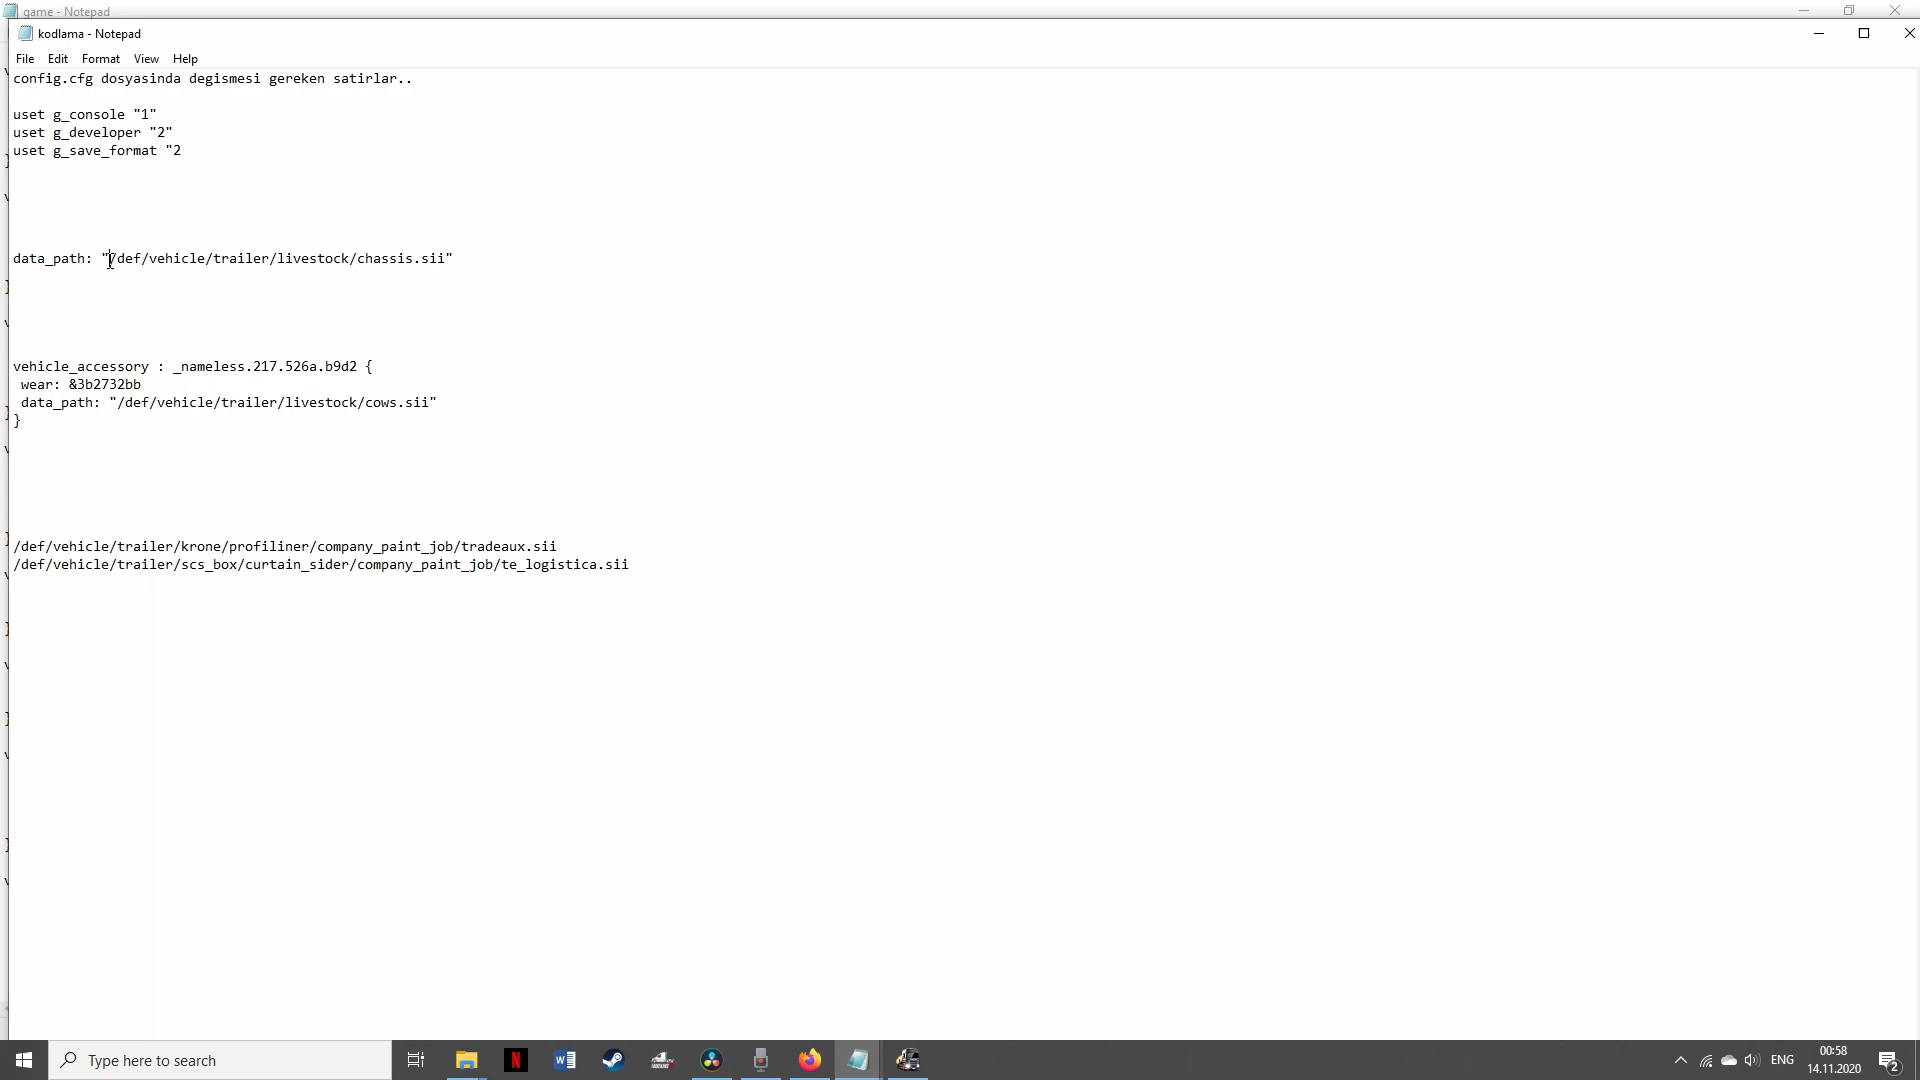 game - Notepad
kodlama - Notepad
File Edit Format View Help
config.cfg dosyasinda degismesi gereken satirlar..
uset g_console "1"
uset g_developer "2"
uset g_save_format "2
data_path: "/def/vehicle/trailer/livestock/chassis.sii"
vehicle_accessory : _nameless.217.526a.b9d2 {
wear: &3b2732bb
data_path: "/def/vehicle/trailer/livestock/cows.sii"
}
/def/vehicle/trailer/krone/profiliner/company_paint_job/tradeaux.sii
/def/vehicle/trailer/scs_box/curtain_sider/company_paint_job/te_logistica.sii
Type here to search
N
W
ENG
00:58
14.11.2020
2